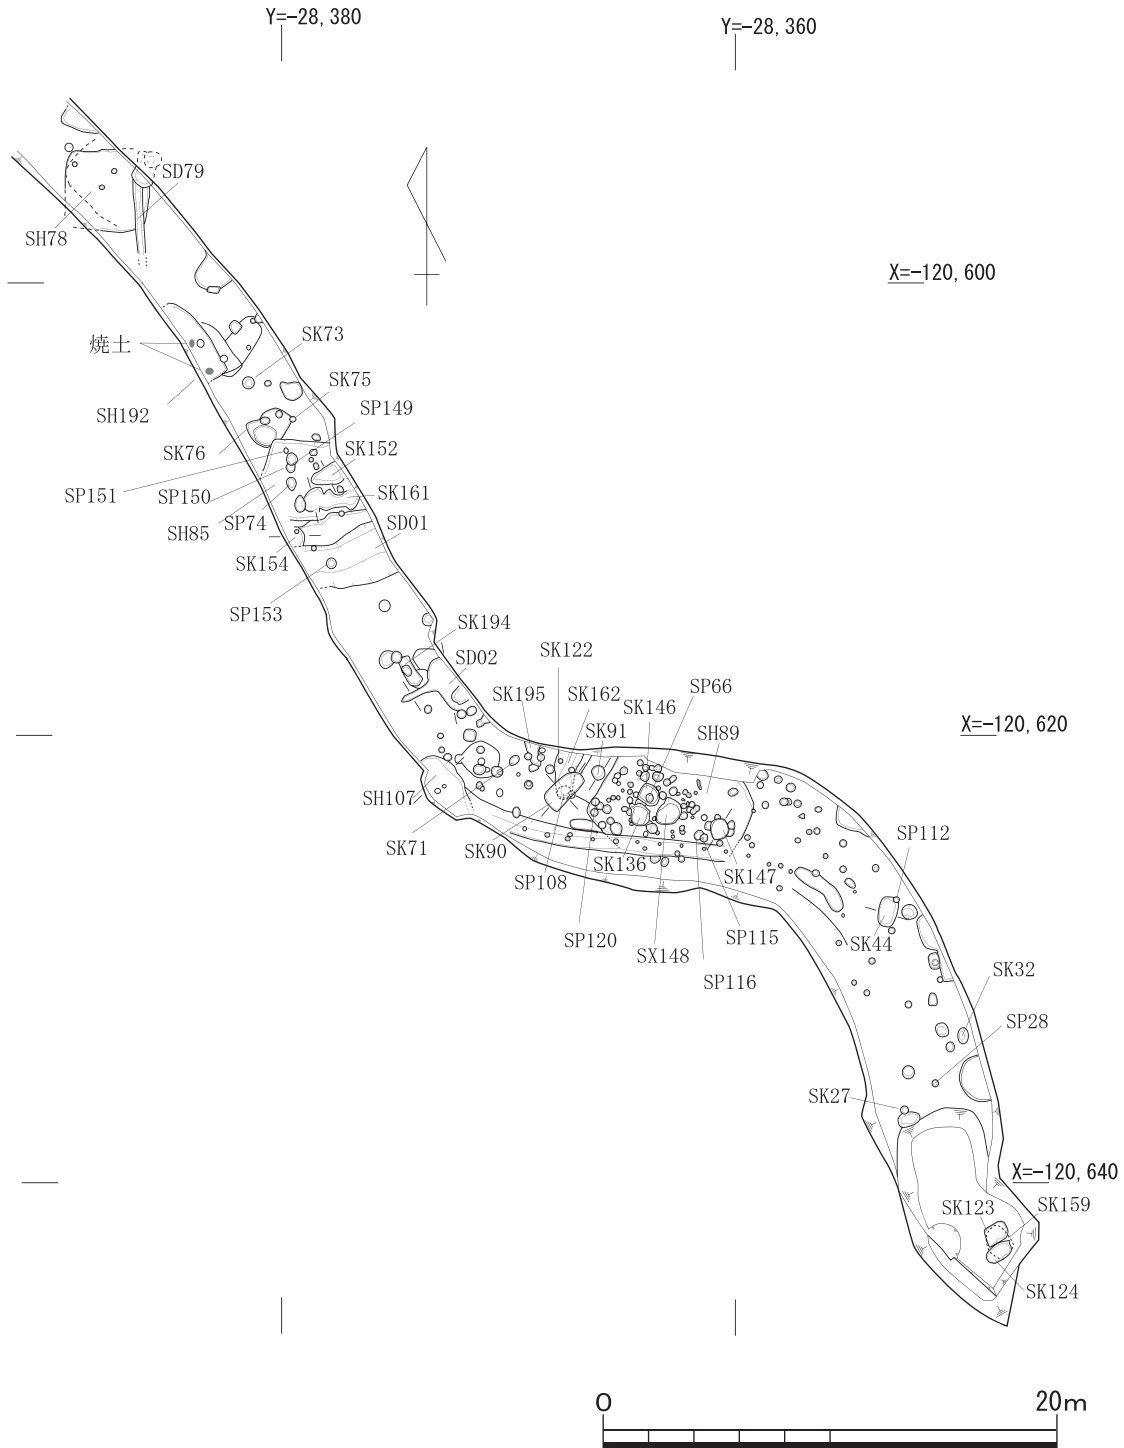 Y=-28,380
Y=-28,360
SD79
SH78
X=-120,600
焼土
SK73
SK75
SH192
SP149
SK76
SK152
SP151
SP150
SK161
SH85
SP74
SD01
SK154
SP153
SK194
SK122
SD02
SP66
SK195
SK162
SK146
X=-120,620
SK91
SH89
SH107
SP112
SK71
SK90
SK136
SP108
SK147
SP120
SP115
SK44
SX148
SK32
SP116
SP28
SK27
X=-120,640
SK123
SK159
SK124
0
20m